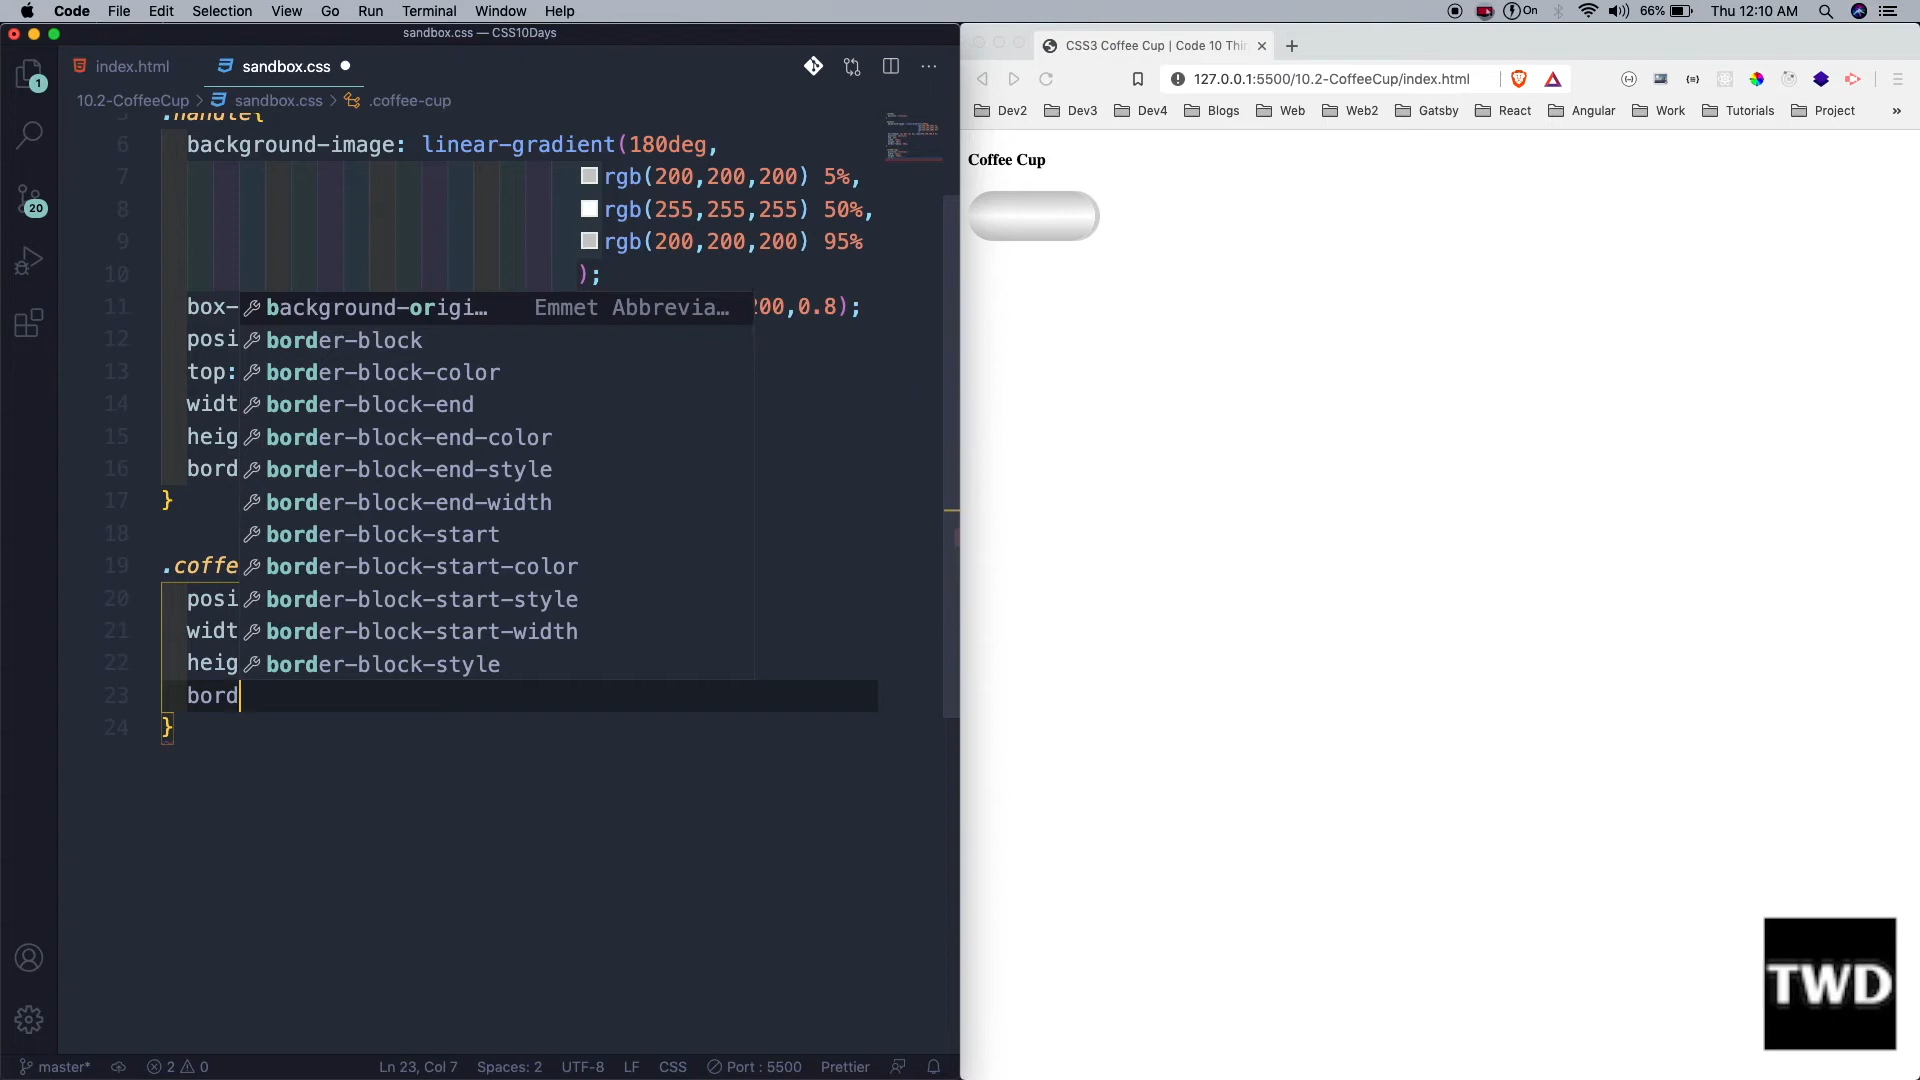 Code File Edit Selection View Go Run Terminal Window Help On 66% Thu 12:10 AM
sandbox.css — CSS10Days
index.html sandbox.css
10.2-CoffeeCup > sandbox.css > .coffee-cup
.handle{
6 background-image: linear-gradient(180deg,
7 rgb(200,200,200) 5%,
8 rgb(255,255,255) 50%,
9 rgb(200,200,200) 95%
10 );
11 box- 200,0.8);
12 posi
13 top:
14 widt
15 heig
16 bord
17 }
18
19 .coffe
20 posi
21 widt
22 heig
23 bord
24 }
background-origi… Emmet Abbrevia…
border-block
border-block-color
border-block-end
border-block-end-color
border-block-end-style
border-block-end-width
border-block-start
border-block-start-color
border-block-start-style
border-block-start-width
border-block-style
1
20
master* 2 0 Ln 23, Col 7 Spaces: 2 UTF-8 LF CSS Port : 5500 Prettier
CSS3 Coffee Cup | Code 10 Thi
127.0.0.1:5500/10.2-CoffeeCup/index.html
Dev2 Dev3 Dev4 Blogs Web Web2 Gatsby React Angular Work Tutorials Project »
Coffee Cup
TWD